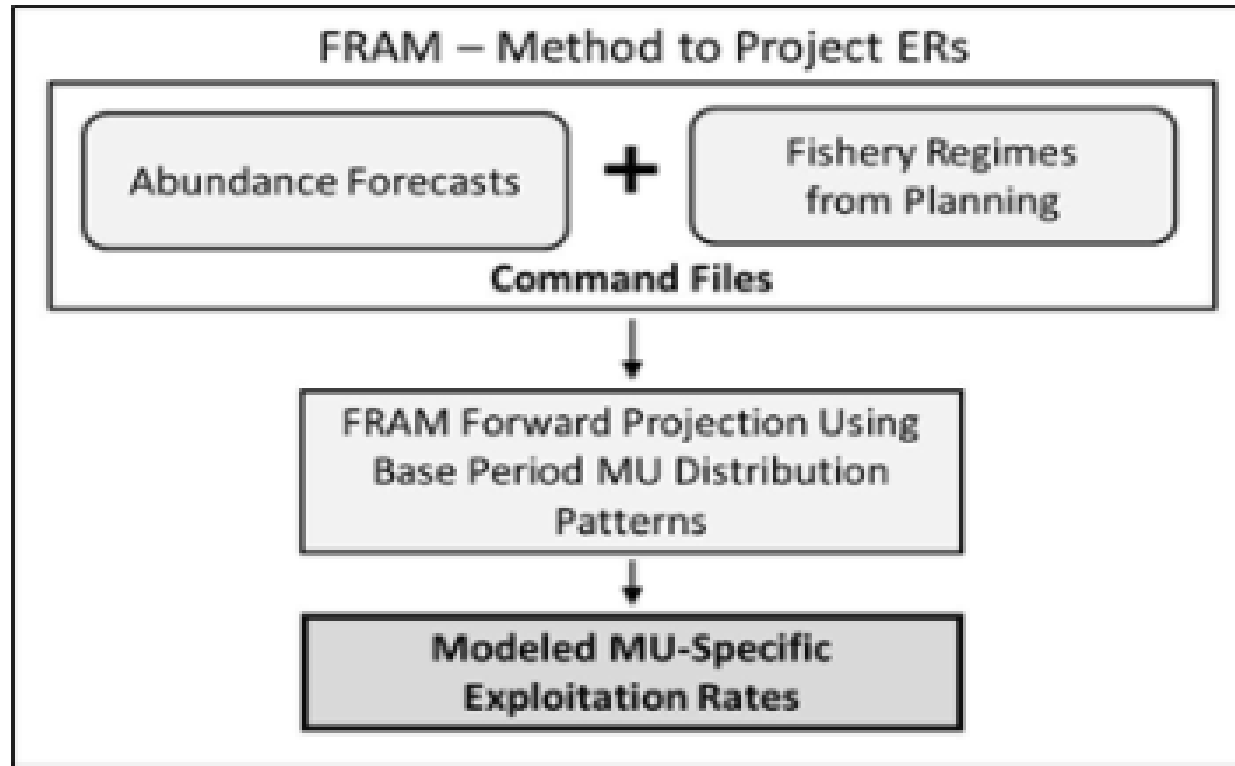 FRAM – Method to Project ERs
Abundance Forecasts
+
Fishery Regimes
from Planning
Command Files
FRAM Forward Projection Using
Base Period MU Distribution
Patterns
Modeled MU-Specific
Exploitation Rates